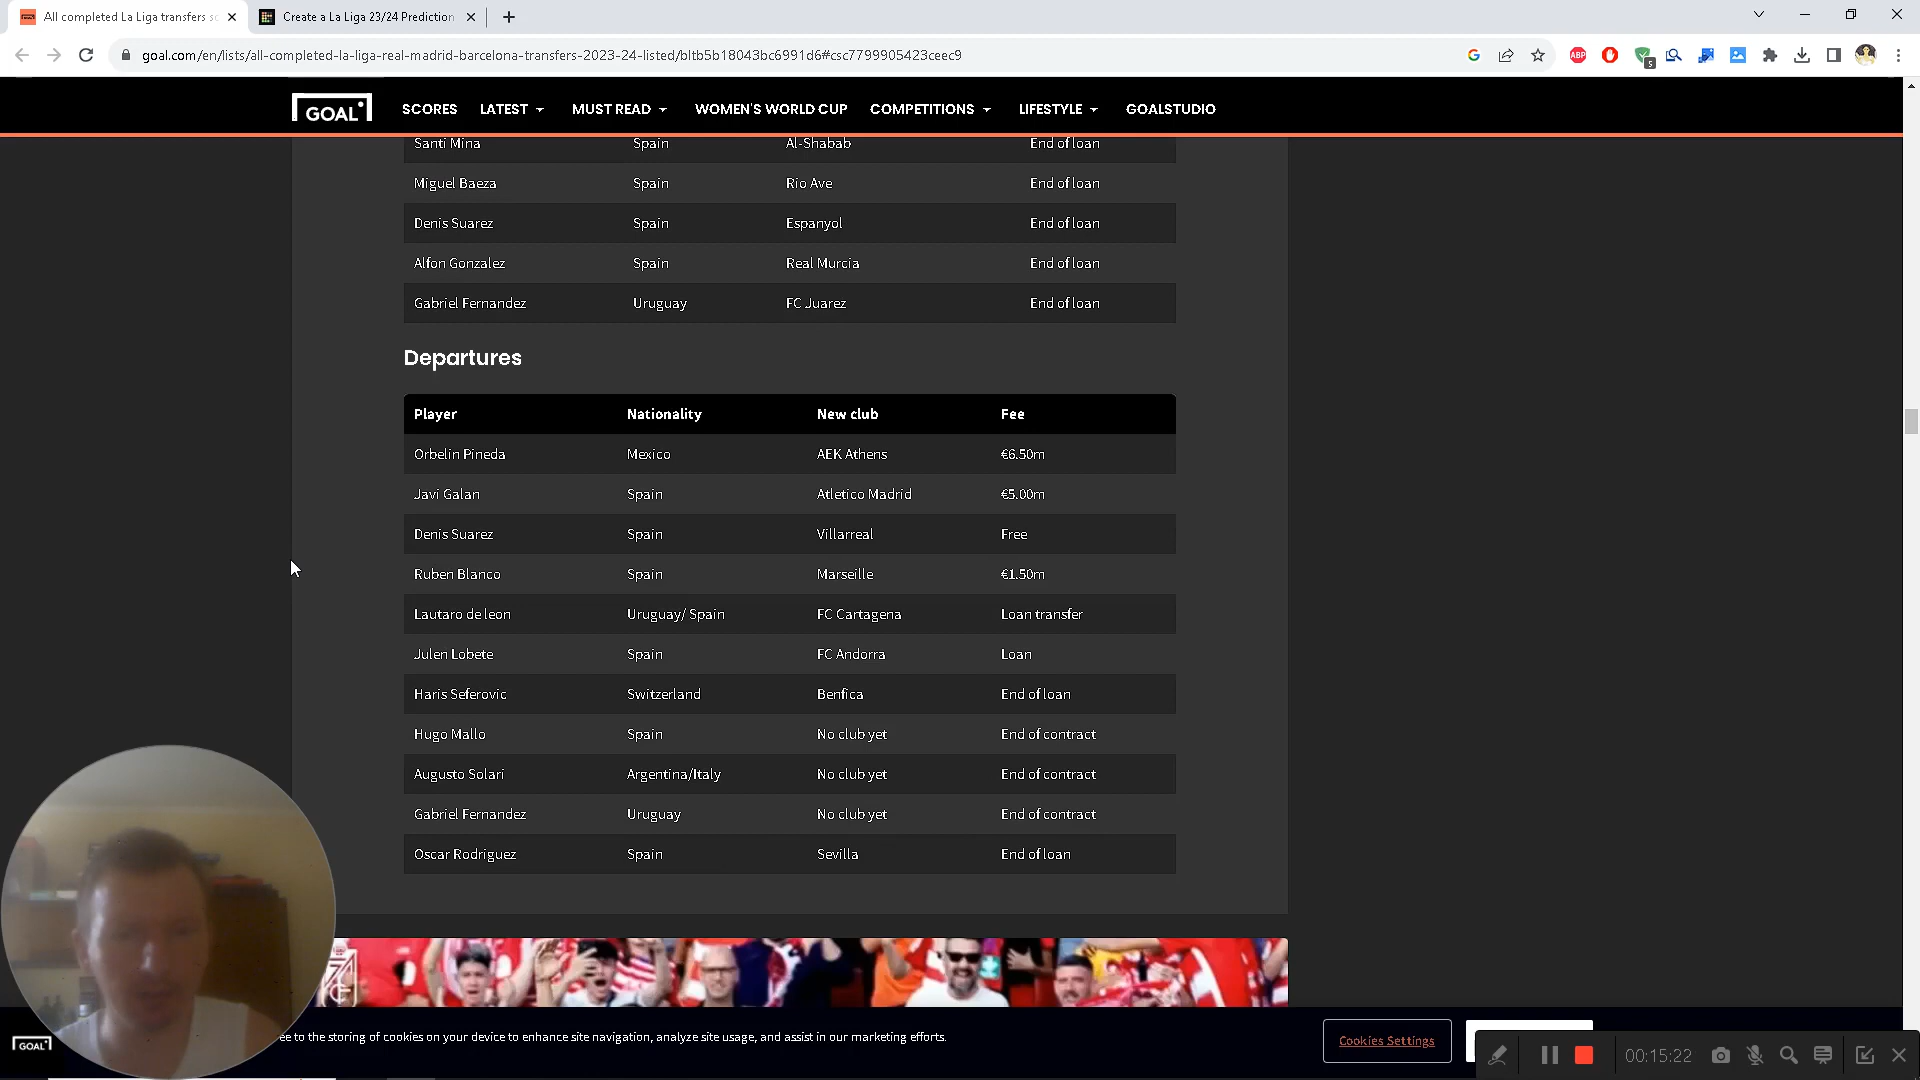 All completed La Liga transfers
Create a La Liga 23/24 Prediction
goal.com/en/lists/all-completed-la-liga-real-madrid-barcelona-transfers-2023-24-listed/bltb5b18043bc6991d6#csc7799905423ceec9
GOAL SCORES LATEST MUST READ WOMEN'S WORLD CUP COMPETITIONS LIFESTYLE GOALSTUDIO
Santi Mina Spain Al-Shabab End of loan
Miguel Baeza Spain Rio Ave End of loan
Denis Suarez Spain Espanyol End of loan
Alfon Gonzalez Spain Real Murcia End of loan
Gabriel Fernandez Uruguay FC Juarez End of loan
Departures
Player Nationality New club Fee
Orbelin Pineda Mexico AEK Athens €6.50m
Javi Galan Spain Atletico Madrid €5.00m
Denis Suarez Spain Villarreal Free
Ruben Blanco Spain Marseille €1.50m
Lautaro de leon Uruguay/ Spain FC Cartagena Loan transfer
Julen Lobete Spain FC Andorra Loan
Haris Seferovic Switzerland Benfica End of loan
Hugo Mallo Spain No club yet End of contract
Augusto Solari Argentina/Italy No club yet End of contract
Gabriel Fernandez Uruguay No club yet End of contract
Oscar Rodriguez Spain Sevilla End of loan
GOAL ee to the storing of cookies on your device to enhance site navigation, analyze site usage, and assist in our marketing efforts. Cookies Settings
00:15:22